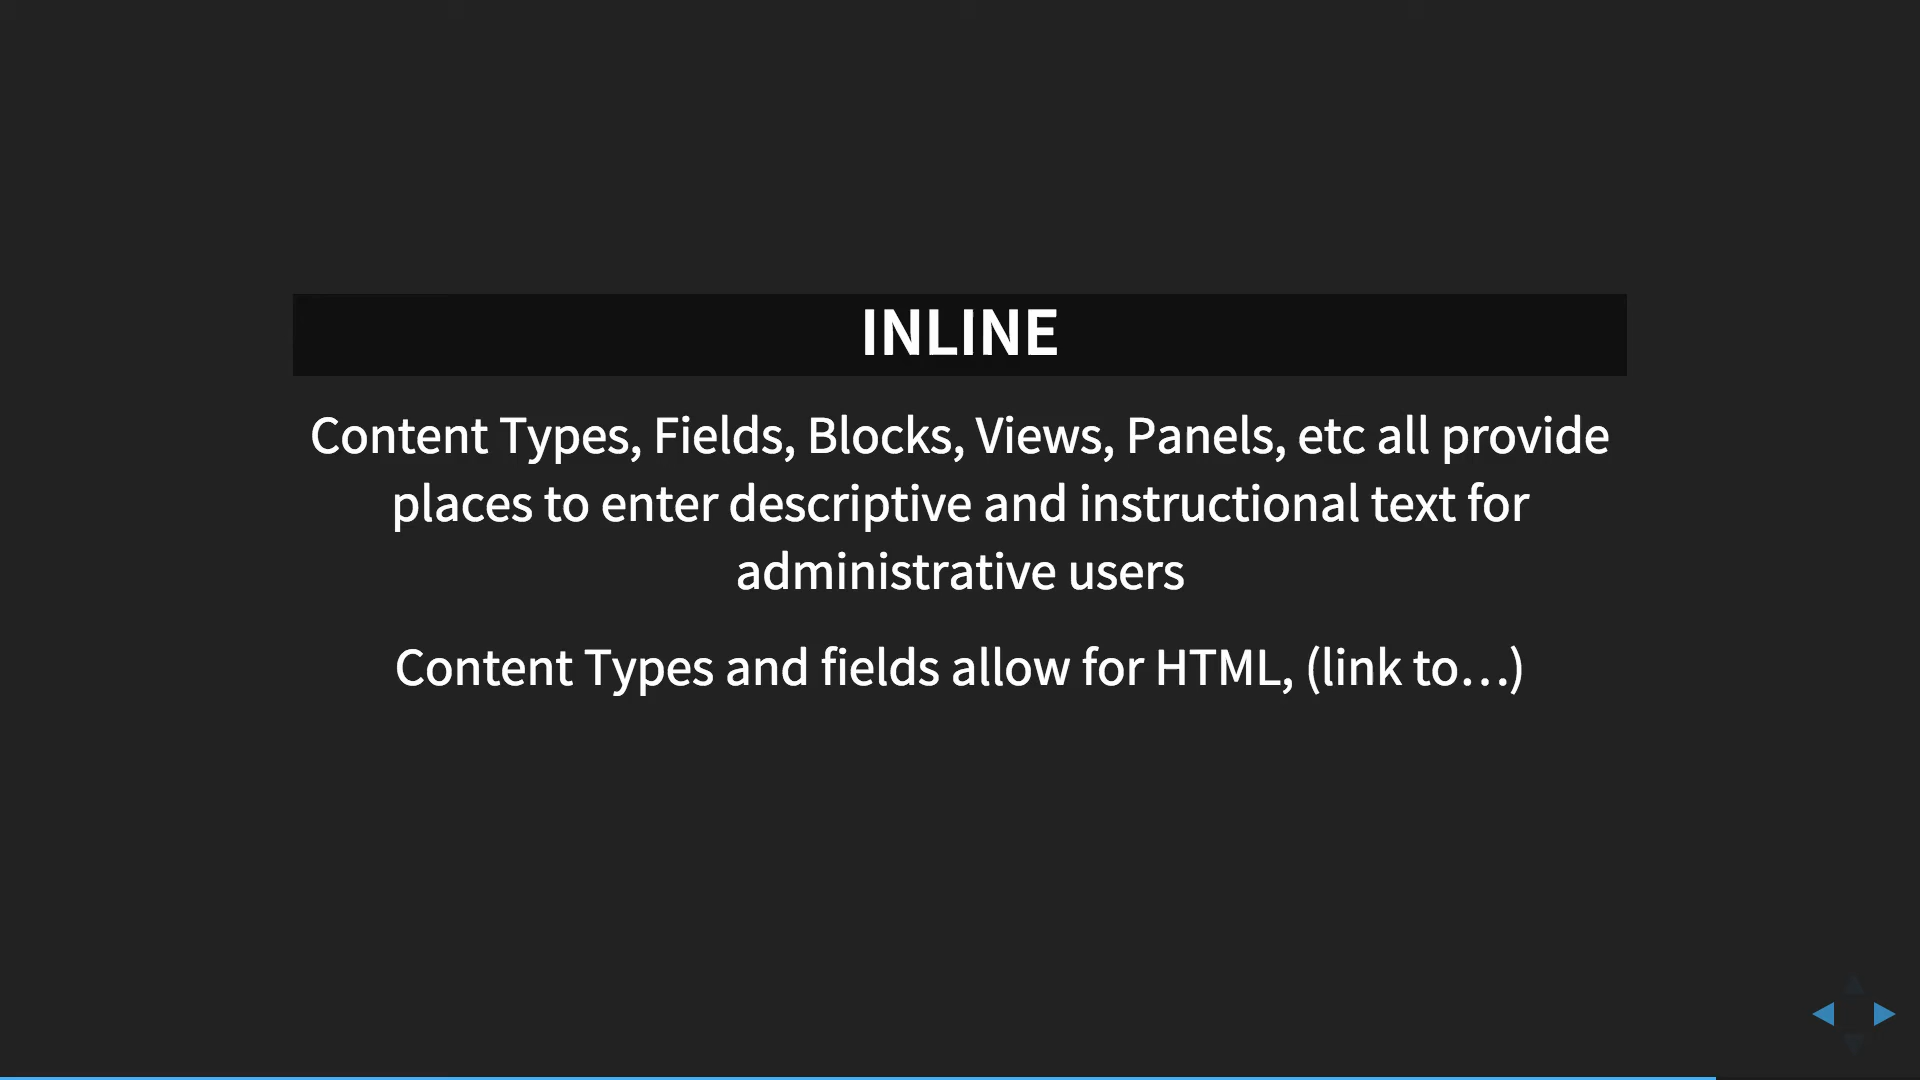 INLINE
Content Types, Fields, Blocks, Views, Panels, etc all provide
places to enter descriptive and instructional text for
administrative users
Content Types and fields allow for HTML, (link to…)